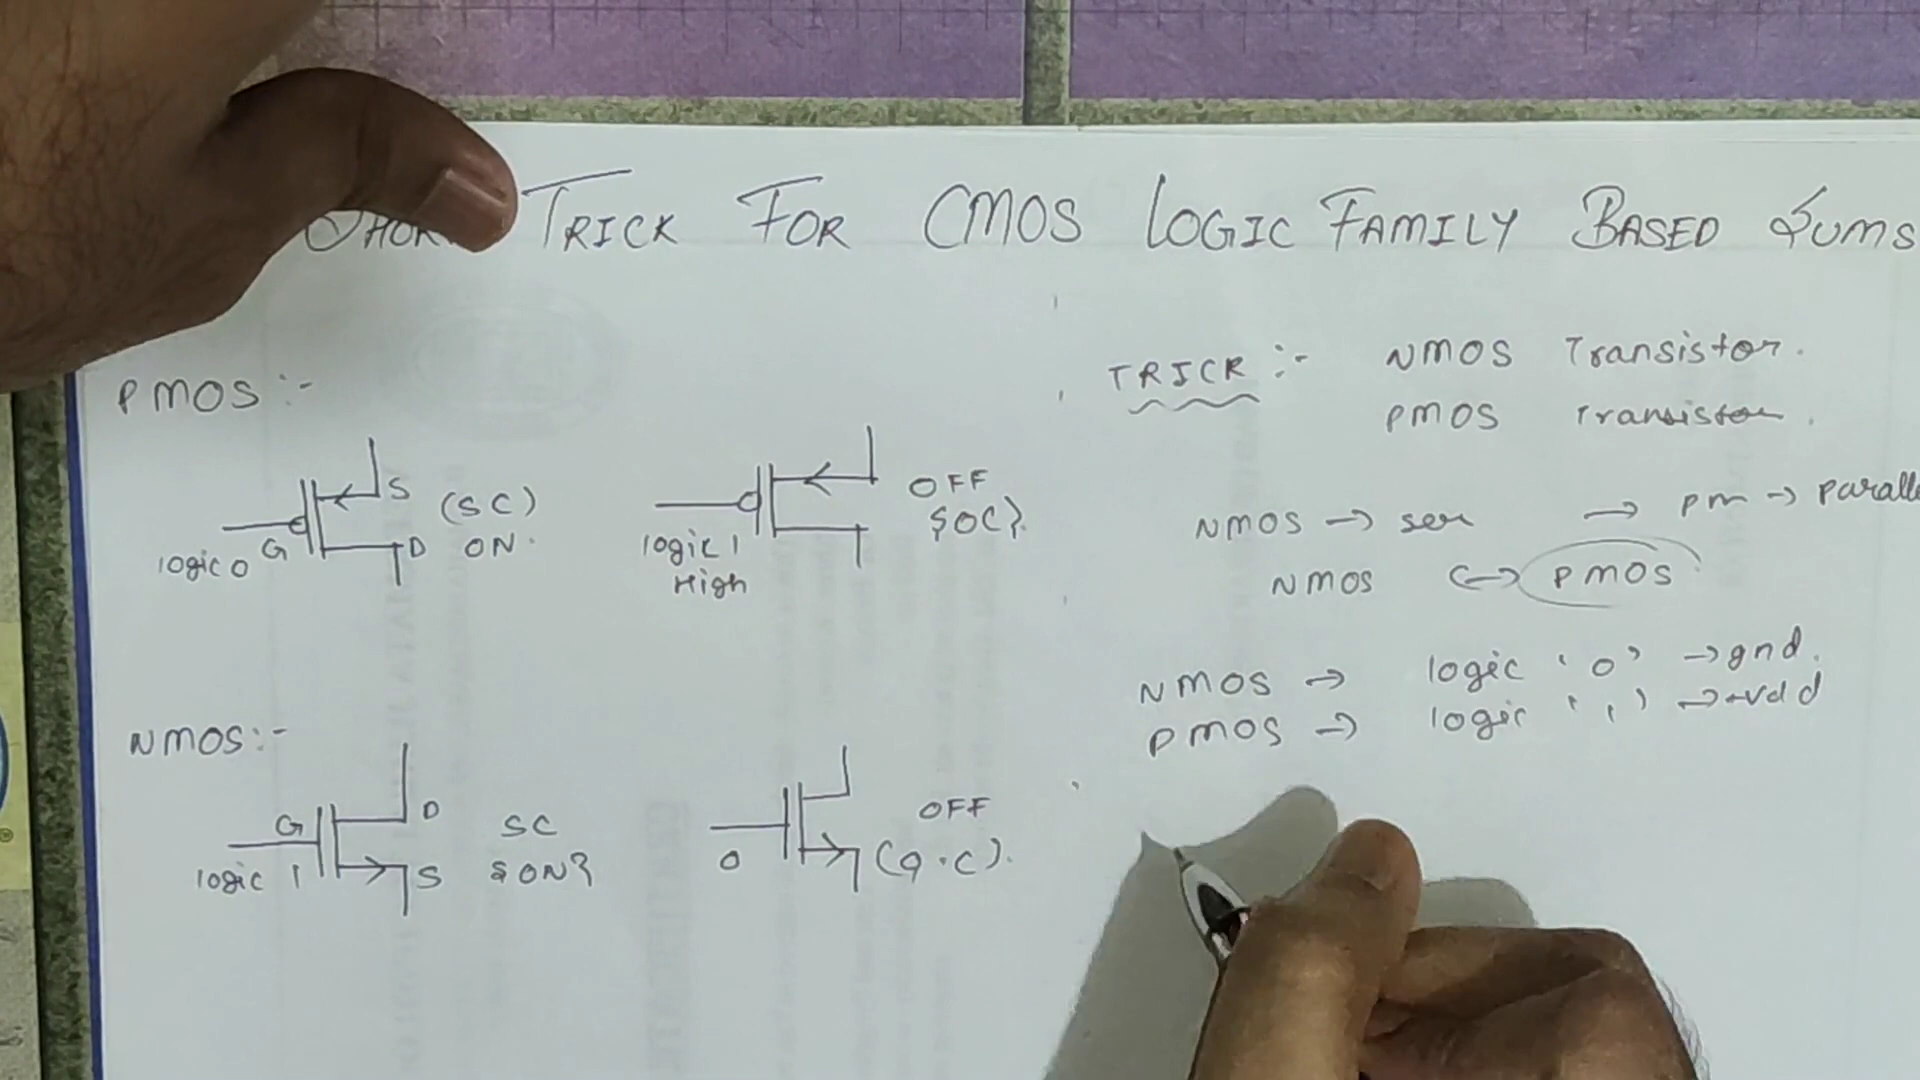 TRICK FOR CMOS LOGIC FAMILY BASED SUMS
PMOS :-
S
(SC)
G
D
ON
logic 0
OFF
{OC}
logic 1
High
NMOS :-
G
D
SC
logic 1
S
{ON}
OFF
0
(O.C).
TRICK :- NMOS Transistor.
PMOS Transistor.
NMOS → ser → pm → paralle
NMOS ↔ PMOS
NMOS → logic '0' → gnd.
PMOS → logic '1' → +vdd